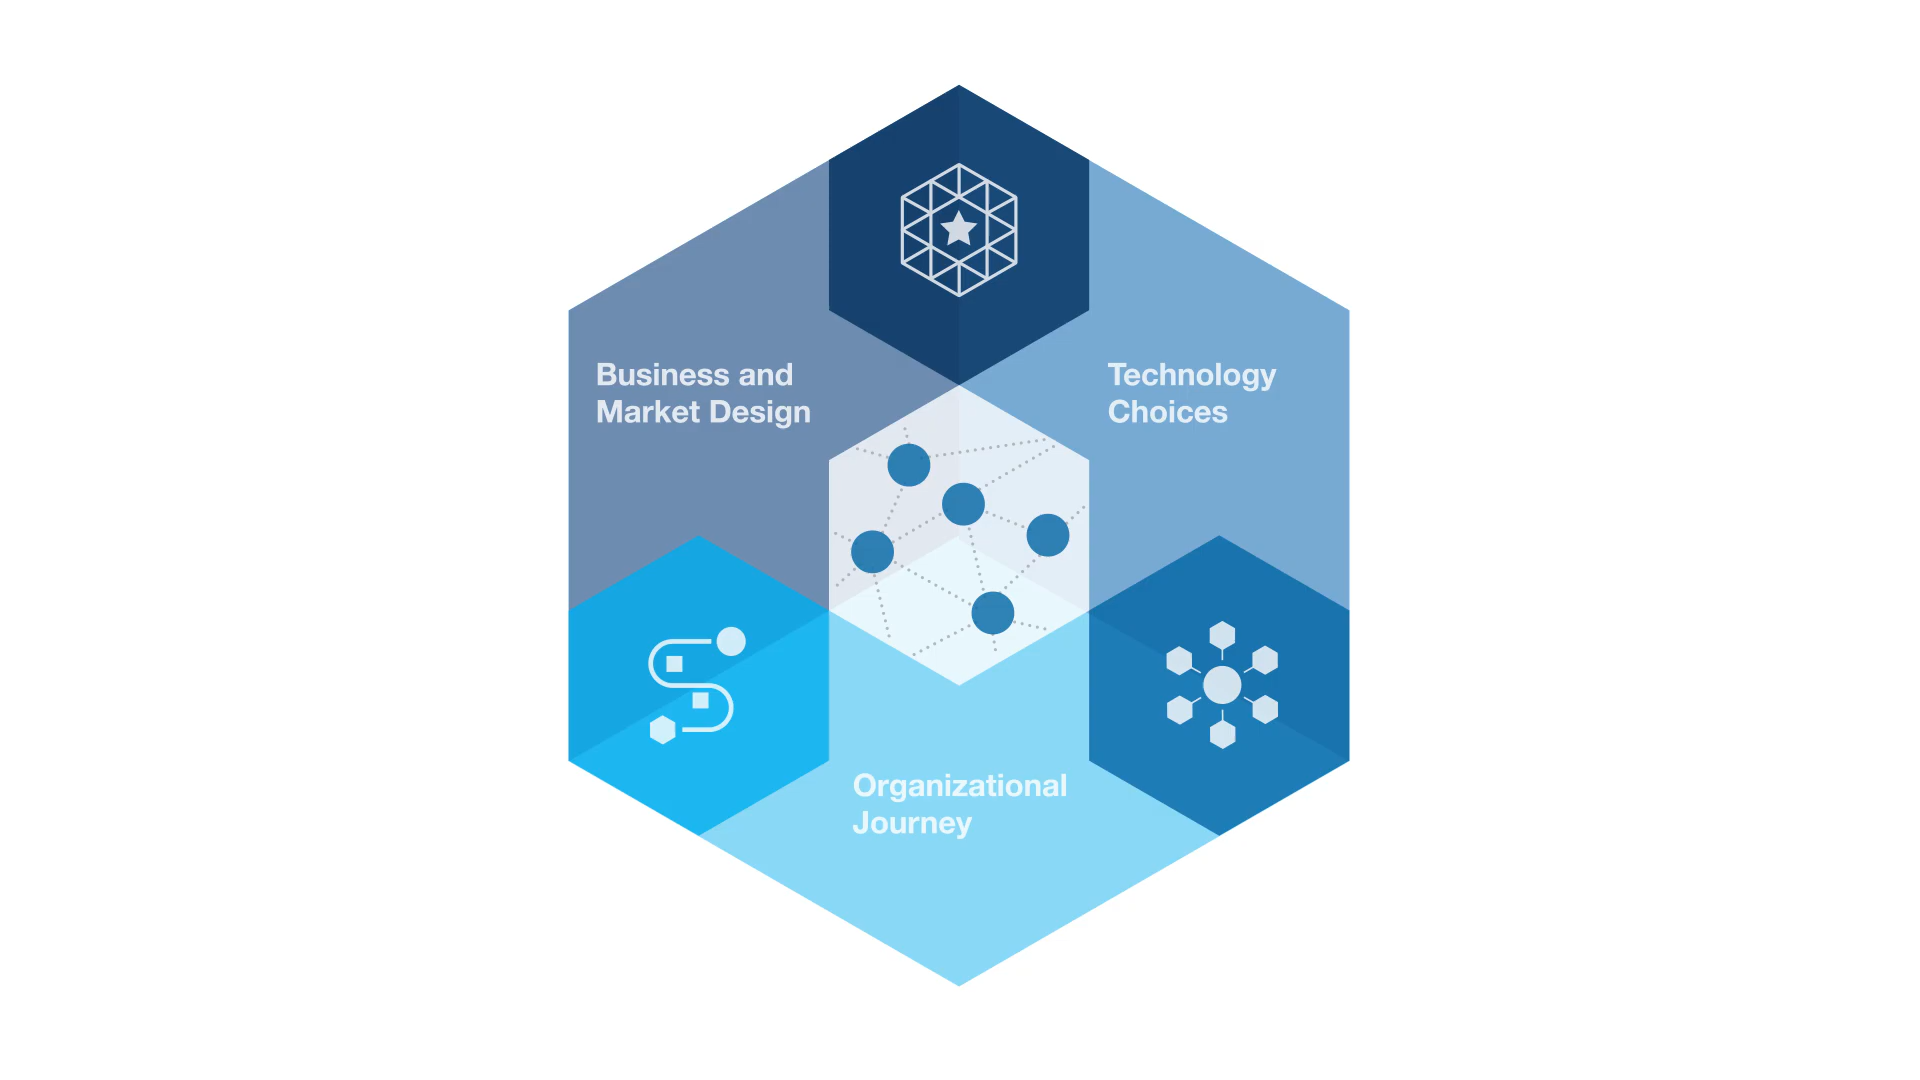 Business and
Market Design
Technology
Choices
Organizational
Journey